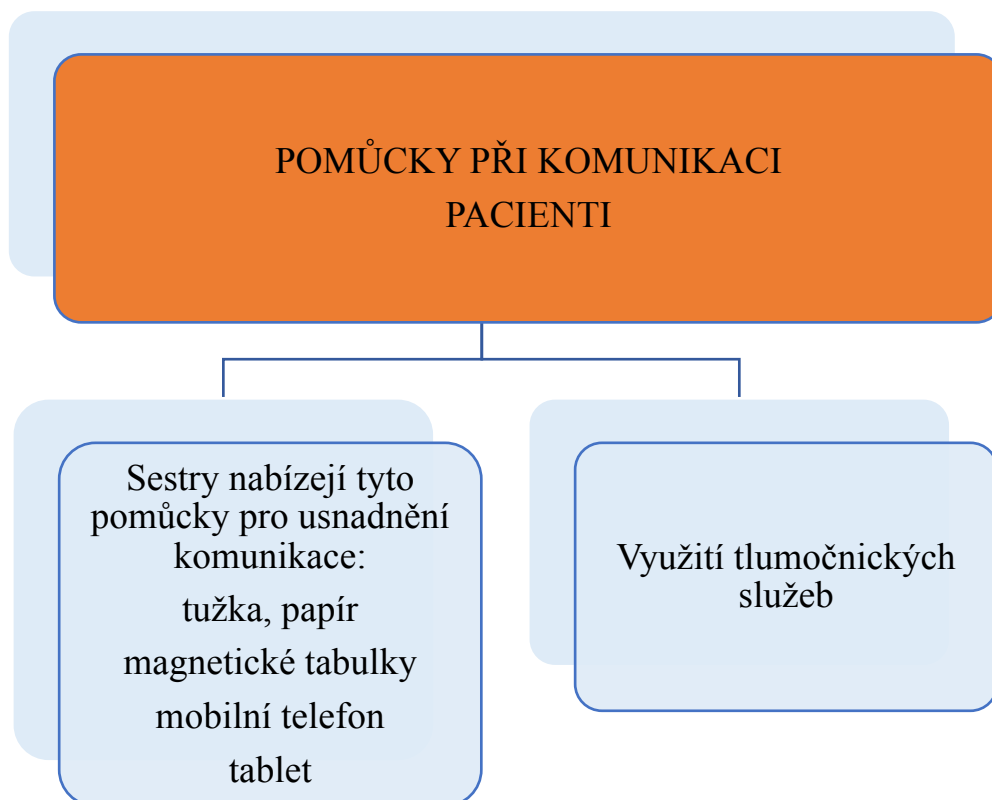 POMŮCKY PŘI KOMUNIKACI
PACIENTI
Sestry nabízejí tyto
pomůcky pro usnadnění
komunikace:
tužka, papír
magnetické tabulky
mobilní telefon
tablet
Využití tlumočnických
služeb